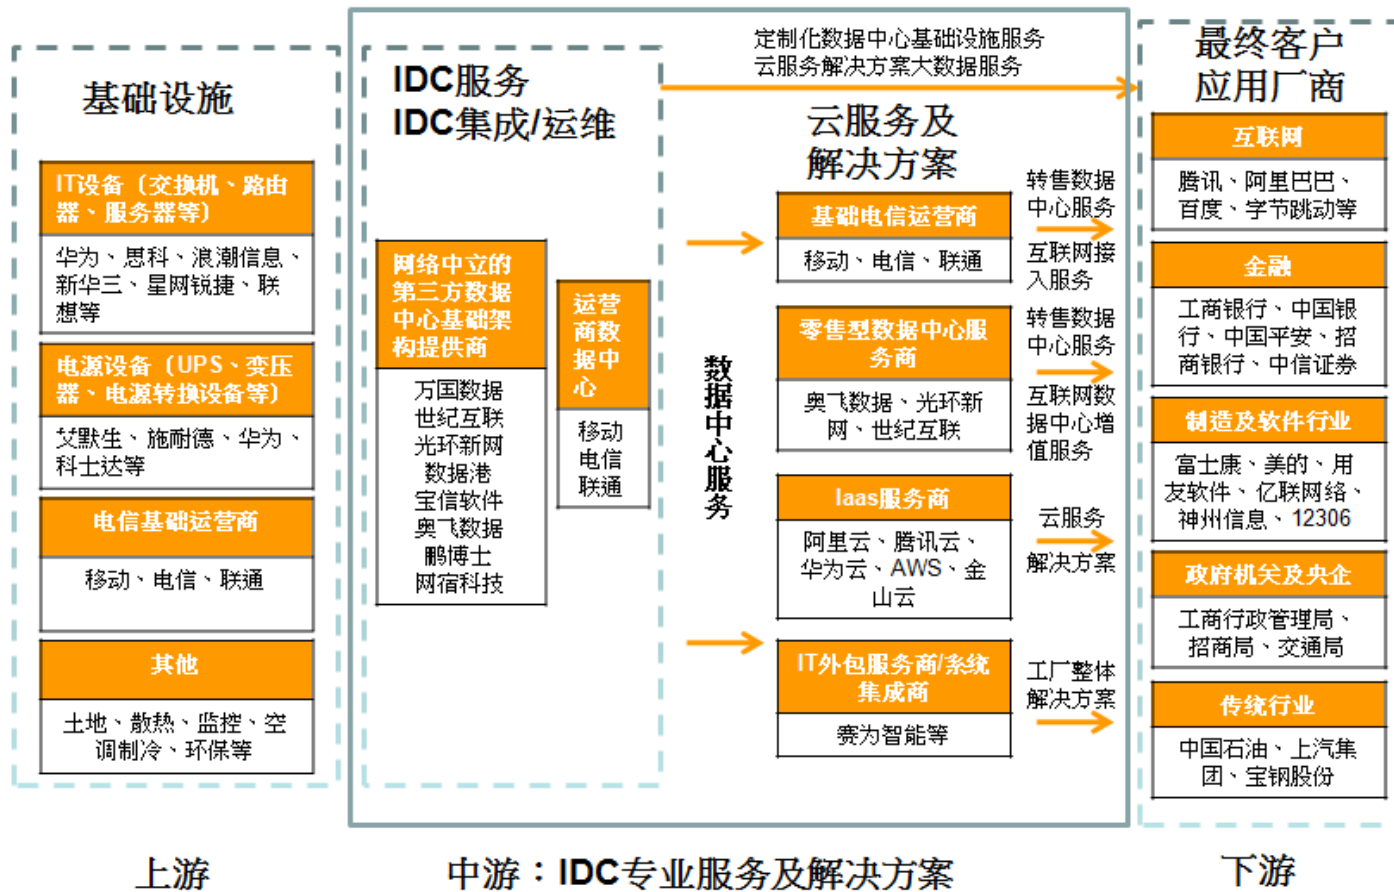 基础设施
IT设备（交换机、路由
器、服务器等）
华为、思科、浪潮信息、
新华三、星网锐捷、联
想等
电源设备（UPS、变压
器、电源转换设备等）
艾默生、施耐德、华为、
科士达等
电信基础运营商
移动、电信、联通
其他
土地、散热、监控、空
调制冷、环保等
上游
IDC服务
IDC集成/运维
网络中立的
第三方数据
中心基础架
构提供商
万国数据
世纪互联
光环新网
数据港
宝信软件
奥飞数据
鹏博士
网宿科技
运营
商数
据中
心
移动
电信
联通
数据中心服务
定制化数据中心基础设施服务
云服务解决方案大数据服务
云服务及
解决方案
基础电信运营商
移动、电信、联通
转售数据
中心服务
互联网接
入服务
零售型数据中心服
务商
奥飞数据、光环新
网、世纪互联
转售数据
中心服务
互联网数
据中心增
值服务
Iaas服务商
阿里云、腾讯云、
华为云、AWS、金
山云
云服务
解决方案
IT外包服务商/系统
集成商
赛为智能等
工厂整体
解决方案
中游：IDC专业服务及解决方案
最终客户
应用厂商
互联网
腾讯、阿里巴巴、
百度、字节跳动等
金融
工商银行、中国银
行、中国平安、招
商银行、中信证券
制造及软件行业
富士康、美的、用
友软件、亿联网络、
神州信息、12306
政府机关及央企
工商行政管理局、
招商局、交通局
传统行业
中国石油、上汽集
团、宝钢股份
下游